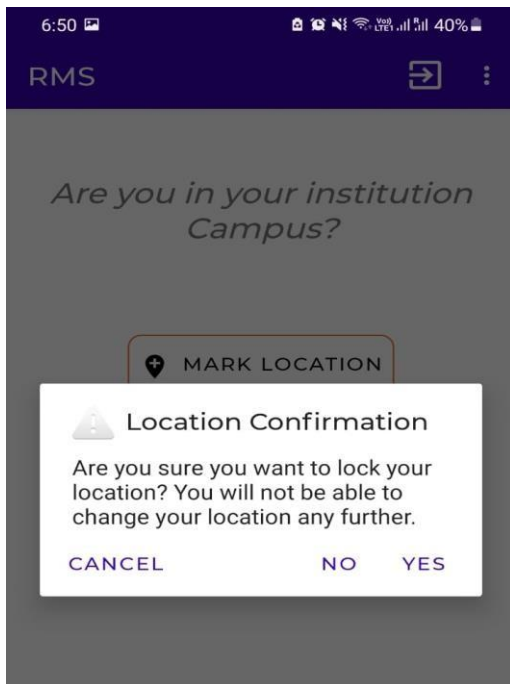 6:50 40%
RMS
Are you in your institution
Campus?
MARK LOCATION
Location Confirmation
Are you sure you want to lock your
location? You will not be able to
change your location any further.
CANCEL NO YES